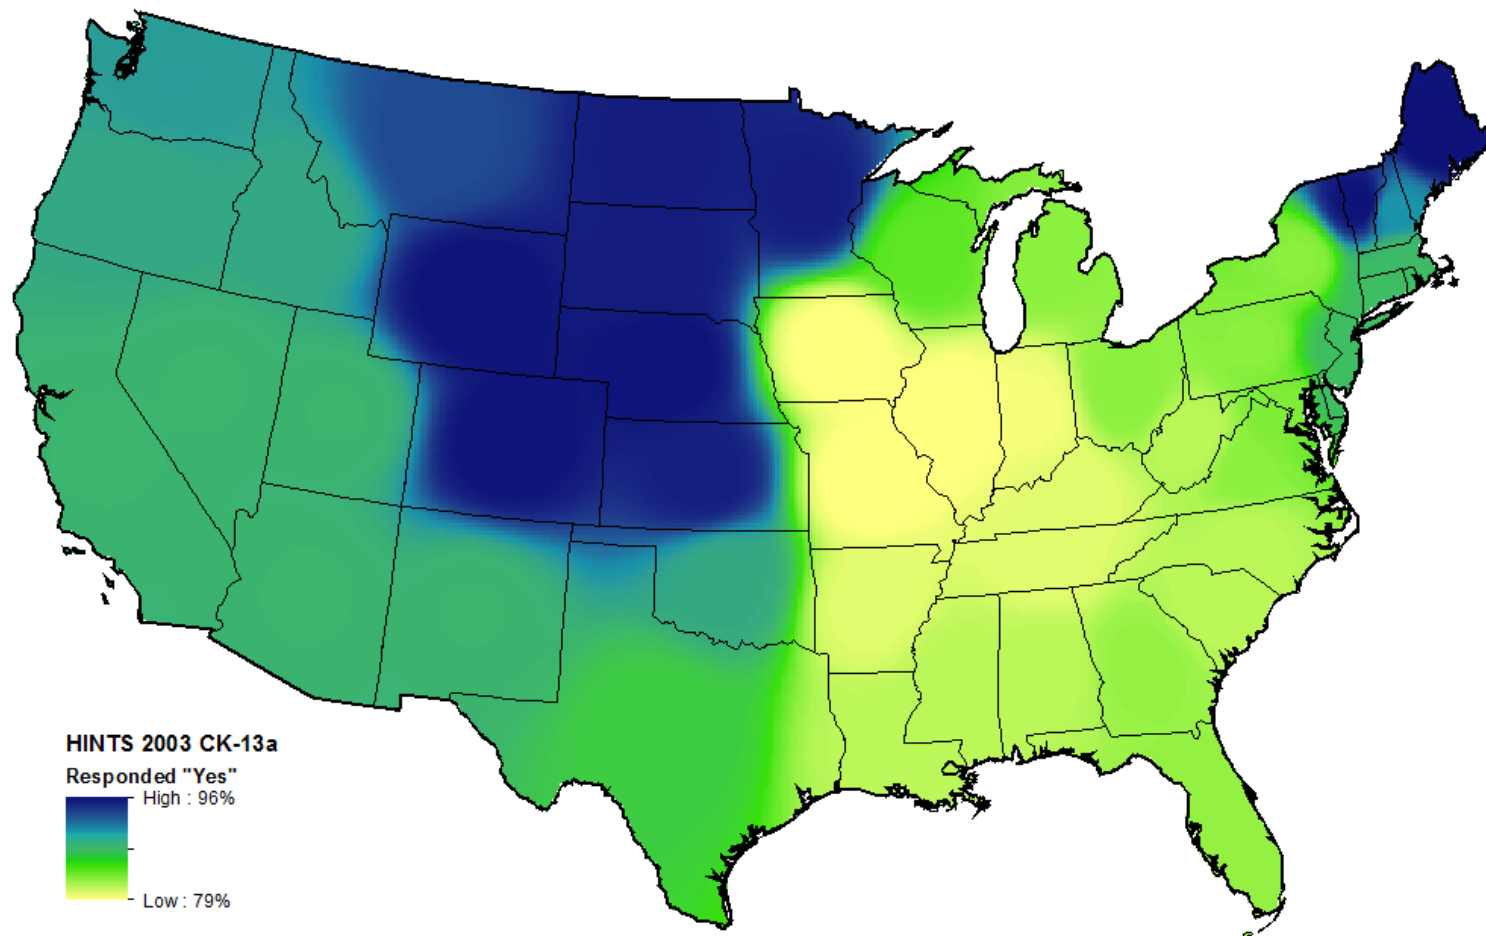 HINTS 2003 CK-13a
Responded "Yes"
High : 96%
Low : 79%